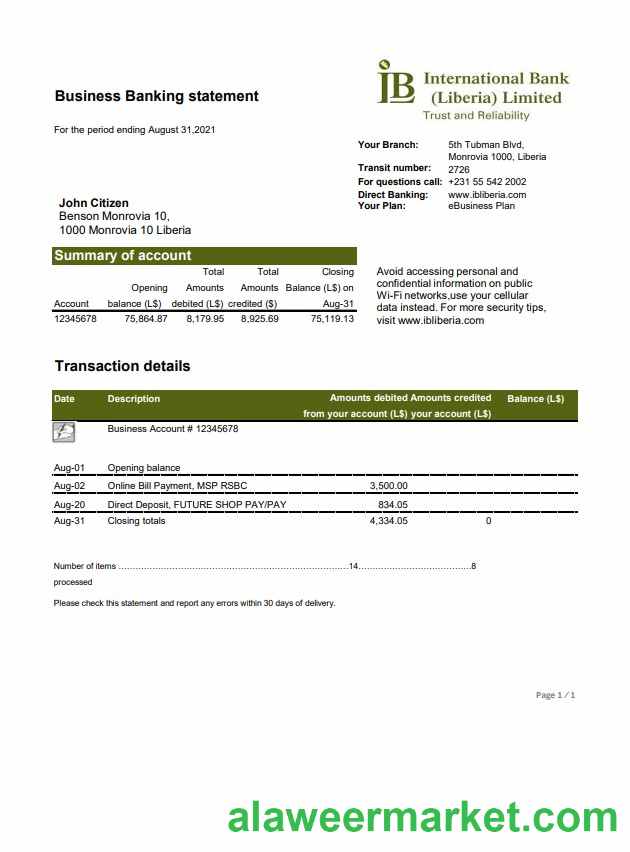 International Bank
(Liberia) Limited
Trust and Reliability
Business Banking statement
For the period ending August 31,2021
Your Branch: 5th Tubman Blvd,
Monrovia 1000, Liberia
Transit number: 2726
For questions call: +231 55 542 2002
Direct Banking: www.ibliberia.com
Your Plan: eBusiness Plan
John Citizen
Benson Monrovia 10,
1000 Monrovia 10 Liberia
Summary of account
Total Total Closing
Opening Amounts Amounts Balance (L$) on
Account balance (L$) debited (L$) credited ($) Aug-31
12345678 75,864.87 8,179.95 8,925.69 75,119.13
Avoid accessing personal and
confidential information on public
Wi-Fi networks,use your cellular
data instead. For more security tips,
visit www.ibliberia.com
Transaction details
Date Description Amounts debited Amounts credited Balance (L$)
from your account (L$) your account (L$)
Business Account # 12345678
Aug-01 Opening balance
Aug-02 Online Bill Payment, MSP RSBC 3,500.00
Aug-20 Direct Deposit, FUTURE SHOP PAY/PAY 834.05
Aug-31 Closing totals 4,334.05 0
Number of items ....................14....................8
processed
Please check this statement and report any errors within 30 days of delivery.
Page 1 / 1
alaweermarket.com